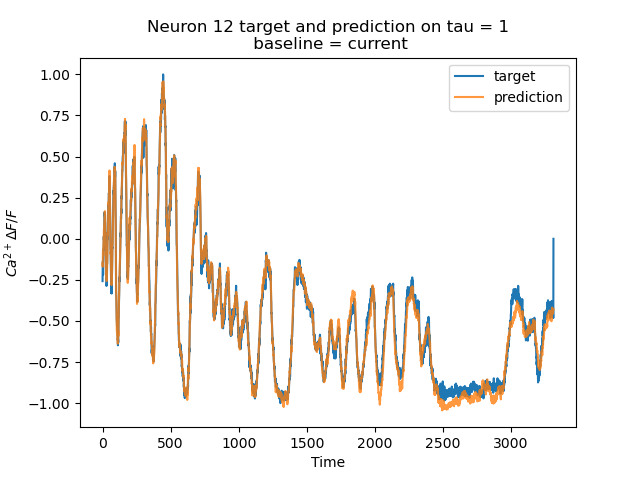 Neuron 12 target and prediction on tau = 1
baseline = current
target
prediction
1.00
0.75
0.50
0.25
0.00
−0.25
−0.50
−0.75
−1.00
Ca²⁺ ΔF/F
0 500 1000 1500 2000 2500 3000
Time